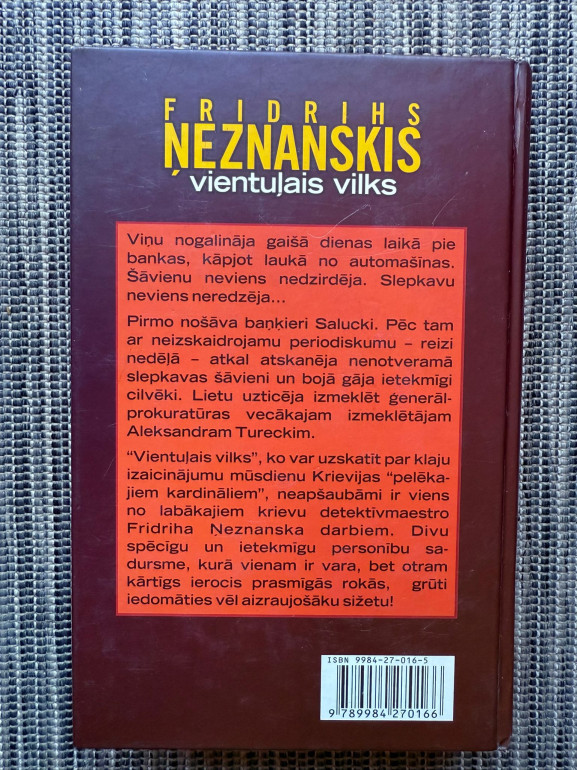 FRIDRIHS
ŅEZNANSKIS
vientuļais vilks
Viņu nogalināja gaišā dienas laikā pie
bankas, kāpjot laukā no automašīnas.
Šāvienu neviens nedzirdēja. Slepkavu
neviens neredzēja...
Pirmo nošāva baņķieri Salucki. Pēc tam
ar neizskaidrojamu periodiskumu – reizi
nedēļā – atkal atskanēja nenotveramā
slepkavas šāvieni un bojā gāja ietekmīgi
cilvēki. Lietu uzticēja izmeklēt ģenerāl-
prokuratūras vecākajam izmeklētājam
Aleksandram Tureckim.
“Vientuļais vilks”, ko var uzskatīt par klaju
izaicinājumu mūsdienu Krievijas “pelēka-
jiem kardināliem”, neapšaubāmi ir viens
no labākajiem krievu detektīvmaestro
Fridriha Ņeznanska darbiem. Divu
spēcīgu un ietekmīgu personību sa-
dursme, kurā vienam ir vara, bet otram
kārtīgs ierocis prasmīgās rokās, grūti
iedomāties vēl aizraujošāku sižetu!
ISBN 9984-27-016-5
9 789984 270166